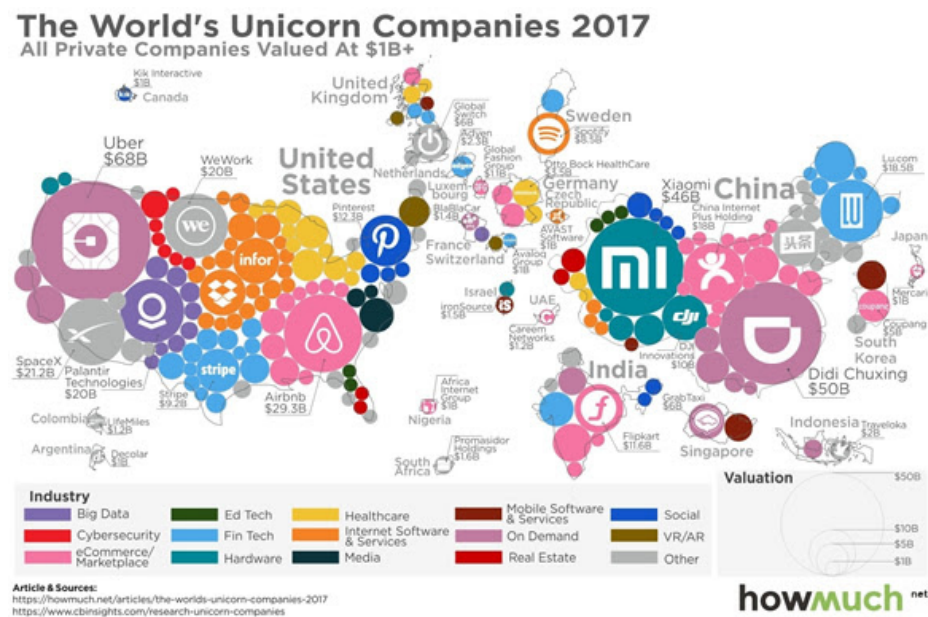 The World's Unicorn Companies 2017
All Private Companies Valued At $1B+
Kik Interactive
$1B
Canada
United
Kingdom
Global
Switch
$6B
Adyen
$2.3B
Sweden
Spotify
$8.5B
Uber
$68B
WeWork
$20B
United
States
Pinterest
$12.3B
Netherlands
Global
Fashion
Group
$1.1B
Luxem-
bourg
BlaBlaCar
$1.4B
France
Switzerland
Otto Bock HealthCare
$3.5B
Germany
Czech
Republic
AVAST
Software
$1B
Avaloq
Group
$1B
Xiaomi
$46B
China
China Internet
Plus Holding
$18B
Lu.com
$18.5B
Japan
Mercari
$1B
we
infor
stripe
mi
dji
头条
coupang
Israel
ironSource
$1.5B
iS
UAE
Careem
Networks
$1.2B
DJI
Innovations
$10B
Coupang
$5B
South
Korea
Didi Chuxing
$50B
SpaceX
$21.2B
Palantir
Technologies
$20B
Stripe
$9.2B
Airbnb
$29.3B
India
Flipkart
$11.6B
GrabTaxi
$6B
Singapore
Indonesia
Traveloka
$2B
Africa
Internet
Group
$1B
Nigeria
Colombia
LifeMiles
$1.2B
Argentina
Decolar
$1B
Promasidor
Holdings
$1.6B
South
Africa
Industry
Big Data
Cybersecurity
eCommerce/
Marketplace
Ed Tech
Fin Tech
Hardware
Healthcare
Internet Software
& Services
Media
Mobile Software
& Services
On Demand
Real Estate
Social
VR/AR
Other
Valuation
$50B
$10B
$5B
$1B
Article & Sources:
https://howmuch.net/articles/the-worlds-unicorn-companies-2017
https://www.cbinsights.com/research-unicorn-companies
howmuch net